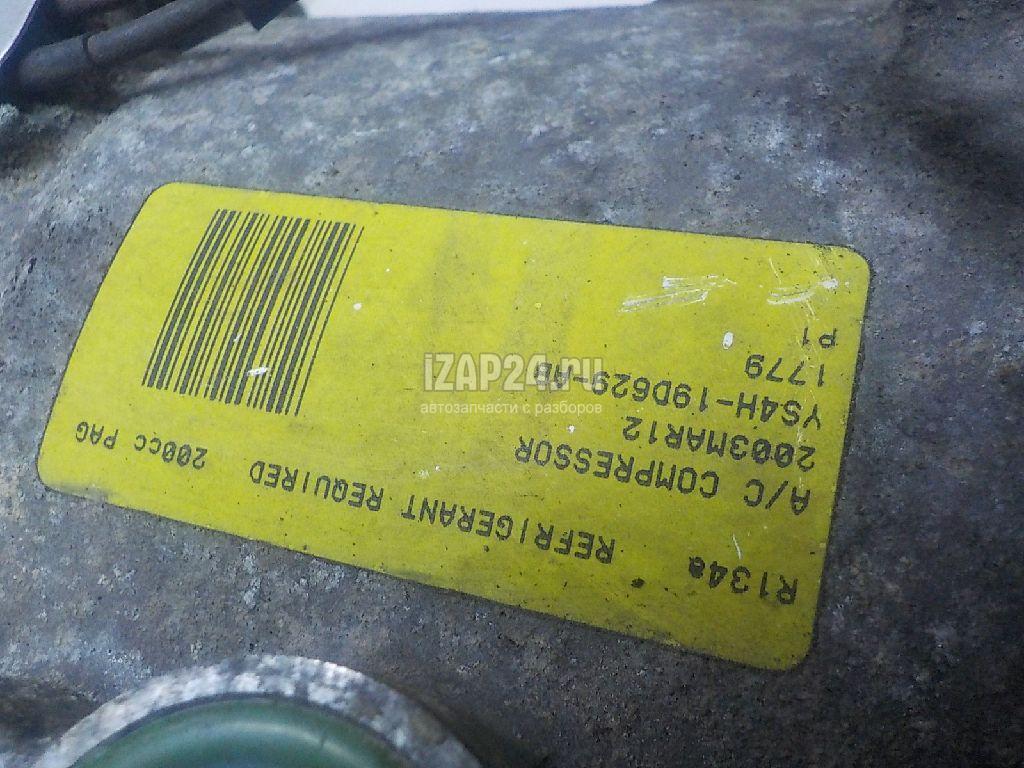 R134a REFRIGERANT REQUIRED 200cc PAG
A/C COMPRESSOR
2003MAR12
YS4H-19D629-AB
1779
P1
iZAP24.ru
автозапчасти с разборов